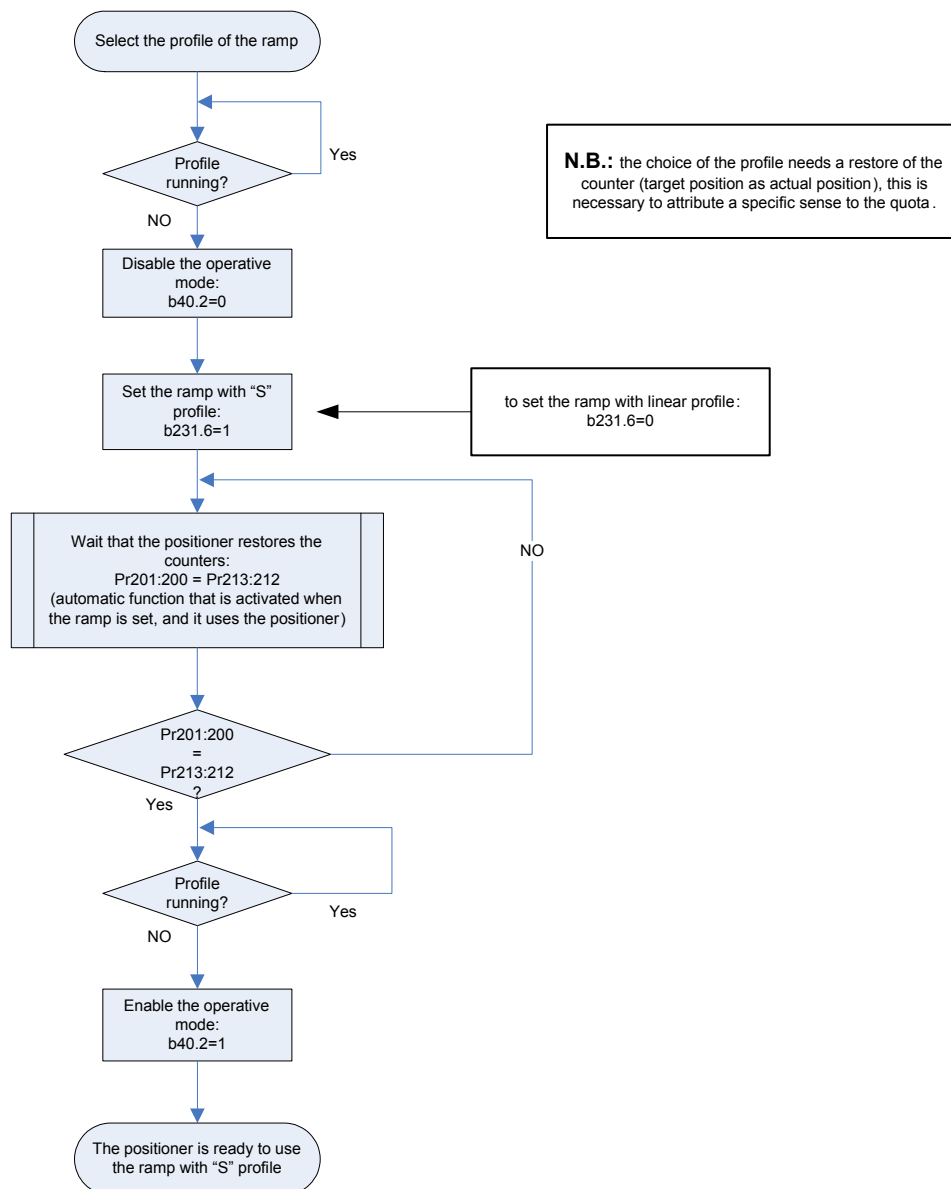 Select the profile of the ramp
Profile
running?
Yes
NO
N.B.: the choice of the profile needs a restore of the
counter (target position as actual position), this is
necessary to attribute a specific sense to the quota.
Disable the operative
mode:
b40.2=0
Set the ramp with “S”
profile:
b231.6=1
to set the ramp with linear profile:
b231.6=0
Wait that the positioner restores the
counters:
Pr201:200 = Pr213:212
(automatic function that is activated when
the ramp is set, and it uses the positioner)
NO
Pr201:200
=
Pr213:212
?
Yes
Profile
running?
Yes
NO
Enable the operative
mode:
b40.2=1
The positioner is ready to use
the ramp with “S” profile